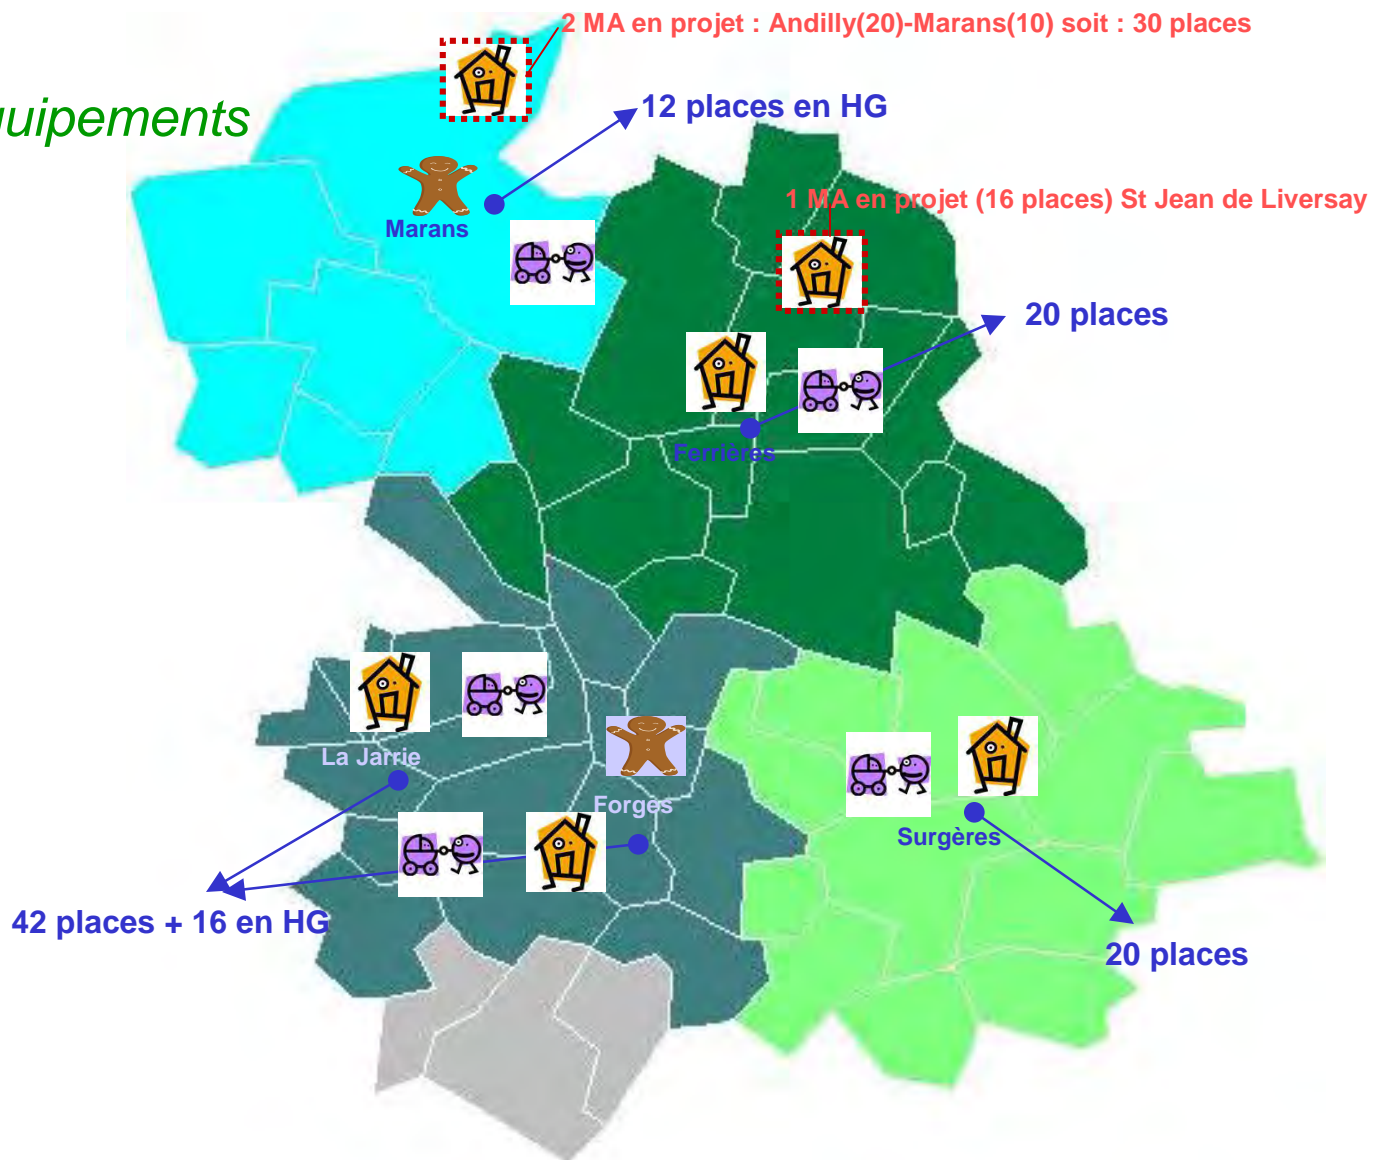 2 MA en projet : Andilly(20)-Marans(10) soit : 30 places
uipements
12 places en HG
1 MA en projet (16 places) St Jean de Liversay
Marans
20 places
Ferrières
La Jarrie
Forges
Surgères
42 places + 16 en HG
20 places